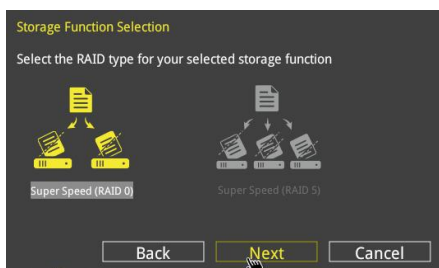 Storage Function Selection
Select the RAID type for your selected storage function
Super Speed (RAID 0)
Super Speed (RAID 5)
Back
Next
Cancel